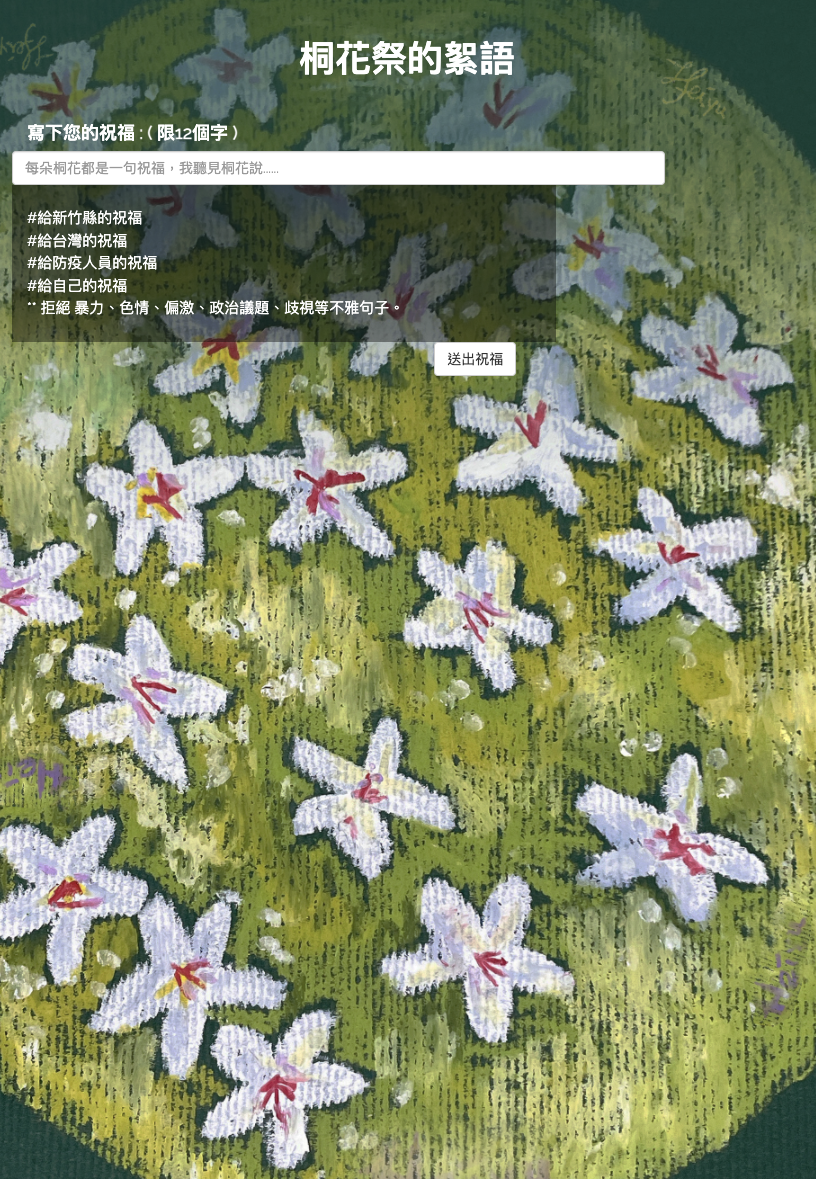 桐花祭的絮語
寫下您的祝福 : ( 限12個字 )
每朵桐花都是一句祝福，我聽見桐花說......
#給新竹縣的祝福
#給台灣的祝福
#給防疫人員的祝福
#給自己的祝福
** 拒絕 暴力、色情、偏激、政治議題、歧視等不雅句子。
送出祝福